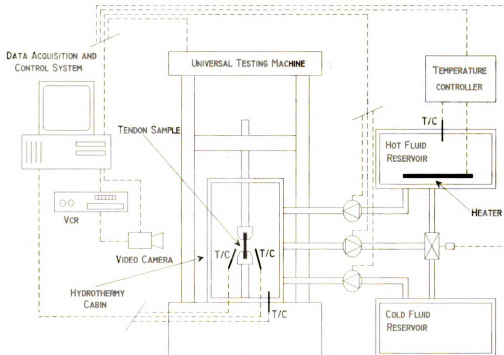 DATA ACQUISITION AND
CONTROL SYSTEM
UNIVERSAL TESTING MACHINE
TEMPERATURE
CONTROLLER
T/C
TENDON SAMPLE
HOT FLUID
RESERVOIR
HEATER
VCR
VIDEO CAMERA
T/C
T/C
HYDROTHERMY
CABIN
T/C
COLD FLUID
RESERVOIR